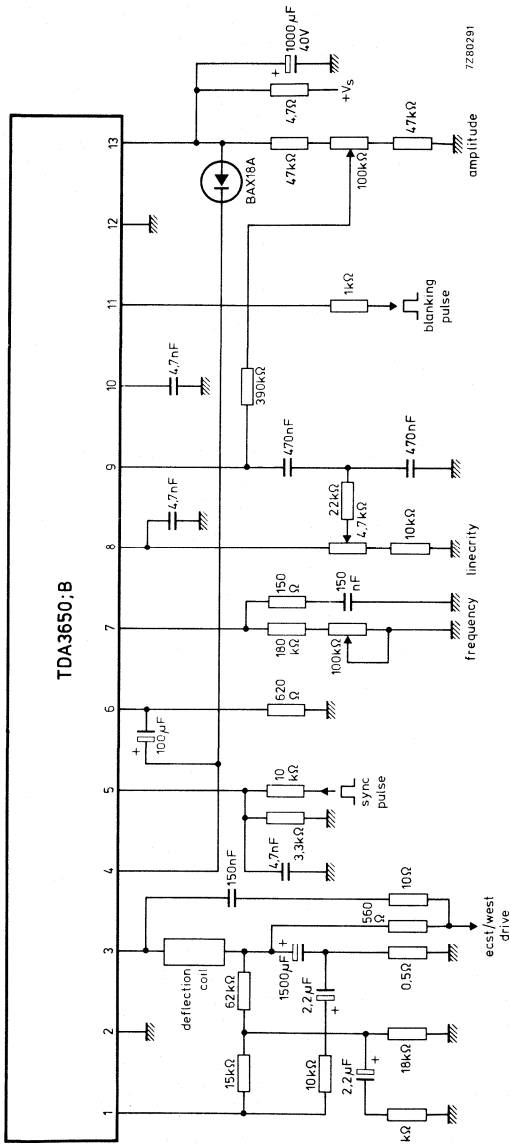 TDA3650;B
1
2
3
4
5
6
7
8
9
10
11
12
13
deflection
coil
15kΩ
62kΩ
10kΩ
2,2µF
+
1500µF
+
2,2µF
+
kΩ
18kΩ
0.5Ω
560
Ω
10Ω
ecst/west
drive
150nF
4,7nF
3,3kΩ
10
kΩ
sync
pulse
+
100µF
620
Ω
180
kΩ
150
Ω
100kΩ
150
nF
frequency
4,7nF
22kΩ
4,7kΩ
10kΩ
linecrity
470nF
470nF
390kΩ
4,7nF
1kΩ
blanking
pulse
BAX18A
47kΩ
100kΩ
47kΩ
amplitude
4,7Ω
+Vs
+
1000µF
40V
7Z80291